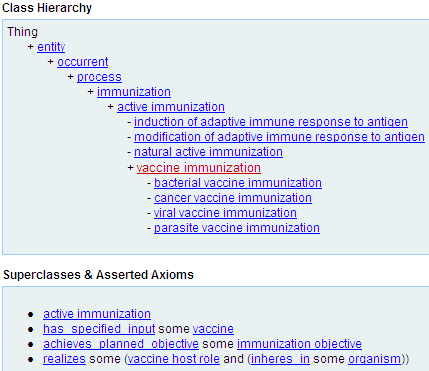 Class Hierarchy
Thing
+ entity
+ occurrent
+ process
+ immunization
+ active immunization
- induction of adaptive immune response to antigen
- modification of adaptive immune response to antigen
- natural active immunization
+ vaccine immunization
- bacterial vaccine immunization
- cancer vaccine immunization
- viral vaccine immunization
- parasite vaccine immunization
Superclasses & Asserted Axioms
● active immunization
● has_specified_input some vaccine
● achieves_planned_objective some immunization objective
● realizes some (vaccine host role and (inheres_in some organism))